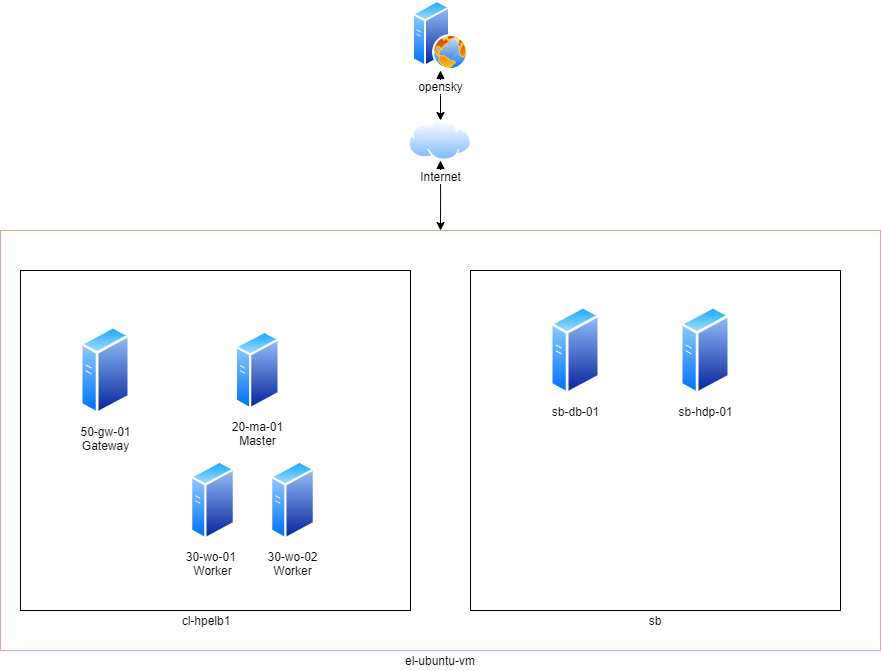 opensky
Internet
50-gw-01
Gateway
20-ma-01
Master
30-wo-01
Worker
30-wo-02
Worker
cl-hpelb1
sb-db-01
sb-hdp-01
sb
el-ubuntu-vm